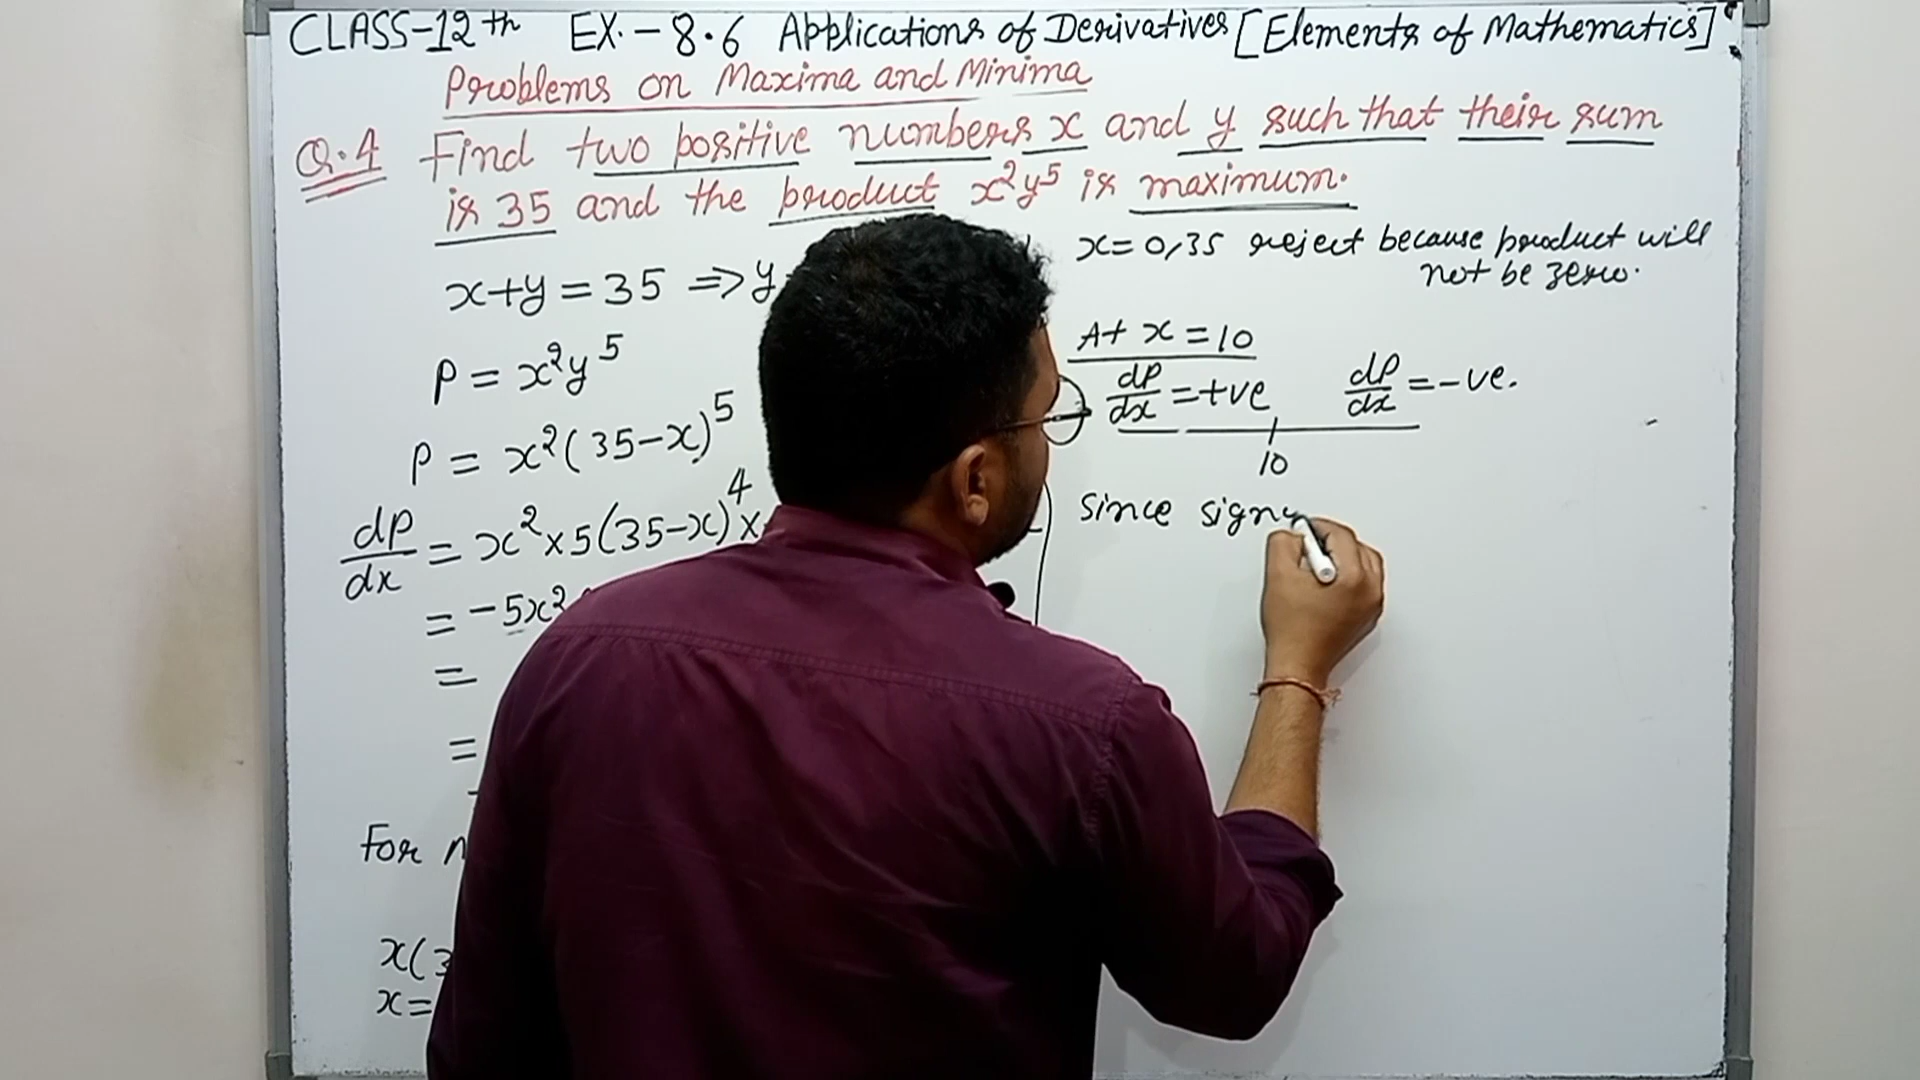 CLASS-12th EX.-8.6 Applications of Derivatives [Elements of Mathematics]
Problems on Maxima and Minima
Q.4 Find two positive numbers x and y such that their sum
is 35 and the product x²y⁵ is maximum.
x+y=35 => y
P = x²y⁵
P = x²(35-x)⁵
dP/dx = x²×5(35-x)⁴×
= -5x²
=
=
For
x(3
x=
x=0,35 reject because product will
not be zero.
At x=10
dP/dx=+ve dP/dx=-ve.
10
Since sign